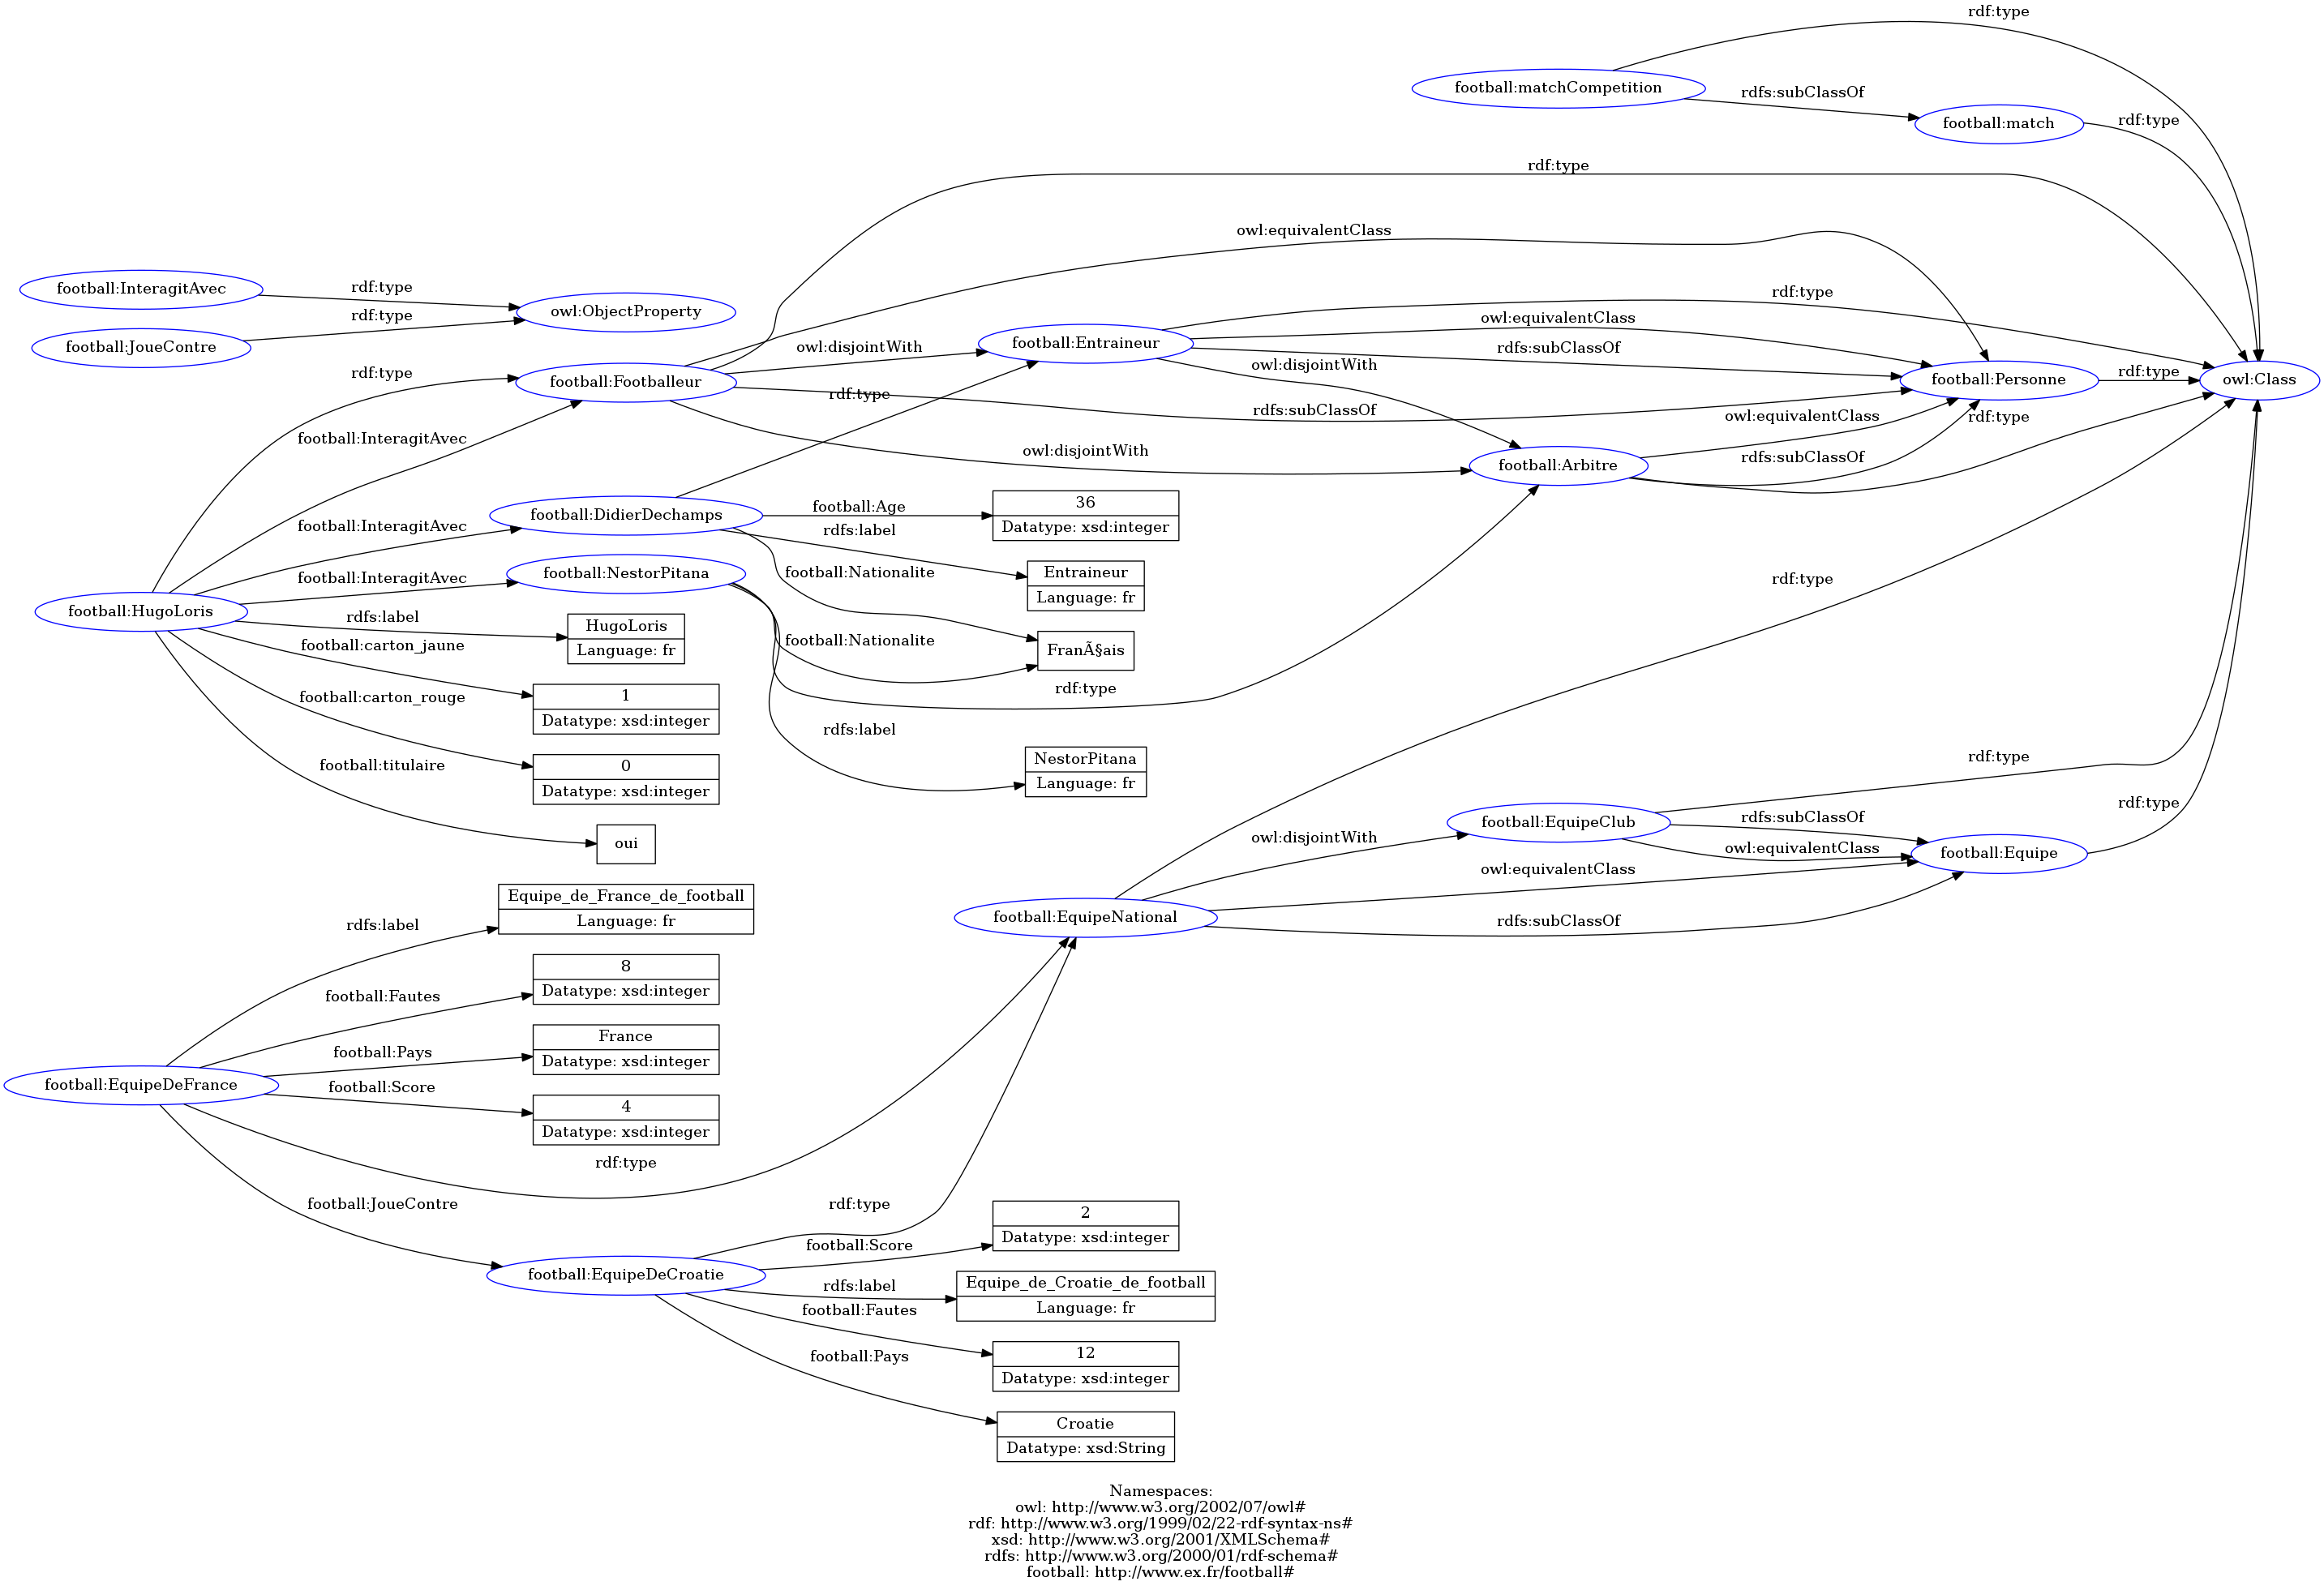 rdf:type
football:matchCompetition
rdfs:subClassOf
football:match
rdf:type
rdf:type
owl:equivalentClass
football:InteragitAvec
rdf:type
owl:ObjectProperty
football:JoueContre
rdf:type
rdf:type
owl:equivalentClass
football:Entraineur
owl:disjointWith
rdfs:subClassOf
owl:disjointWith
rdf:type
football:Footballeur
football:Personne
rdf:type
owl:Class
rdf:type
rdfs:subClassOf
owl:equivalentClass
rdf:type
football:InteragitAvec
owl:disjointWith
rdfs:subClassOf
football:Arbitre
football:InteragitAvec
football:DidierDechamps
football:Age
36
Datatype: xsd:integer
rdfs:label
football:InteragitAvec
football:NestorPitana
football:Nationalite
Entraineur
Language: fr
rdf:type
football:HugoLoris
rdfs:label
HugoLoris
Language: fr
football:Nationalite
FranÃ§ais
football:carton_jaune
1
Datatype: xsd:integer
rdf:type
football:carton_rouge
rdfs:label
0
Datatype: xsd:integer
NestorPitana
Language: fr
football:titulaire
rdf:type
oui
football:EquipeClub
rdfs:subClassOf
rdf:type
owl:disjointWith
owl:equivalentClass
football:Equipe
owl:equivalentClass
Equipe_de_France_de_football
Language: fr
rdfs:label
football:EquipeNational
rdfs:subClassOf
8
Datatype: xsd:integer
football:Fautes
France
Datatype: xsd:integer
football:Pays
football:EquipeDeFrance
football:Score
4
Datatype: xsd:integer
rdf:type
football:JoueContre
rdf:type
2
Datatype: xsd:integer
football:Score
football:EquipeDeCroatie
rdfs:label
Equipe_de_Croatie_de_football
Language: fr
football:Fautes
12
Datatype: xsd:integer
football:Pays
Croatie
Datatype: xsd:String
Namespaces:
owl: http://www.w3.org/2002/07/owl#
rdf: http://www.w3.org/1999/02/22-rdf-syntax-ns#
xsd: http://www.w3.org/2001/XMLSchema#
rdfs: http://www.w3.org/2000/01/rdf-schema#
football: http://www.ex.fr/football#